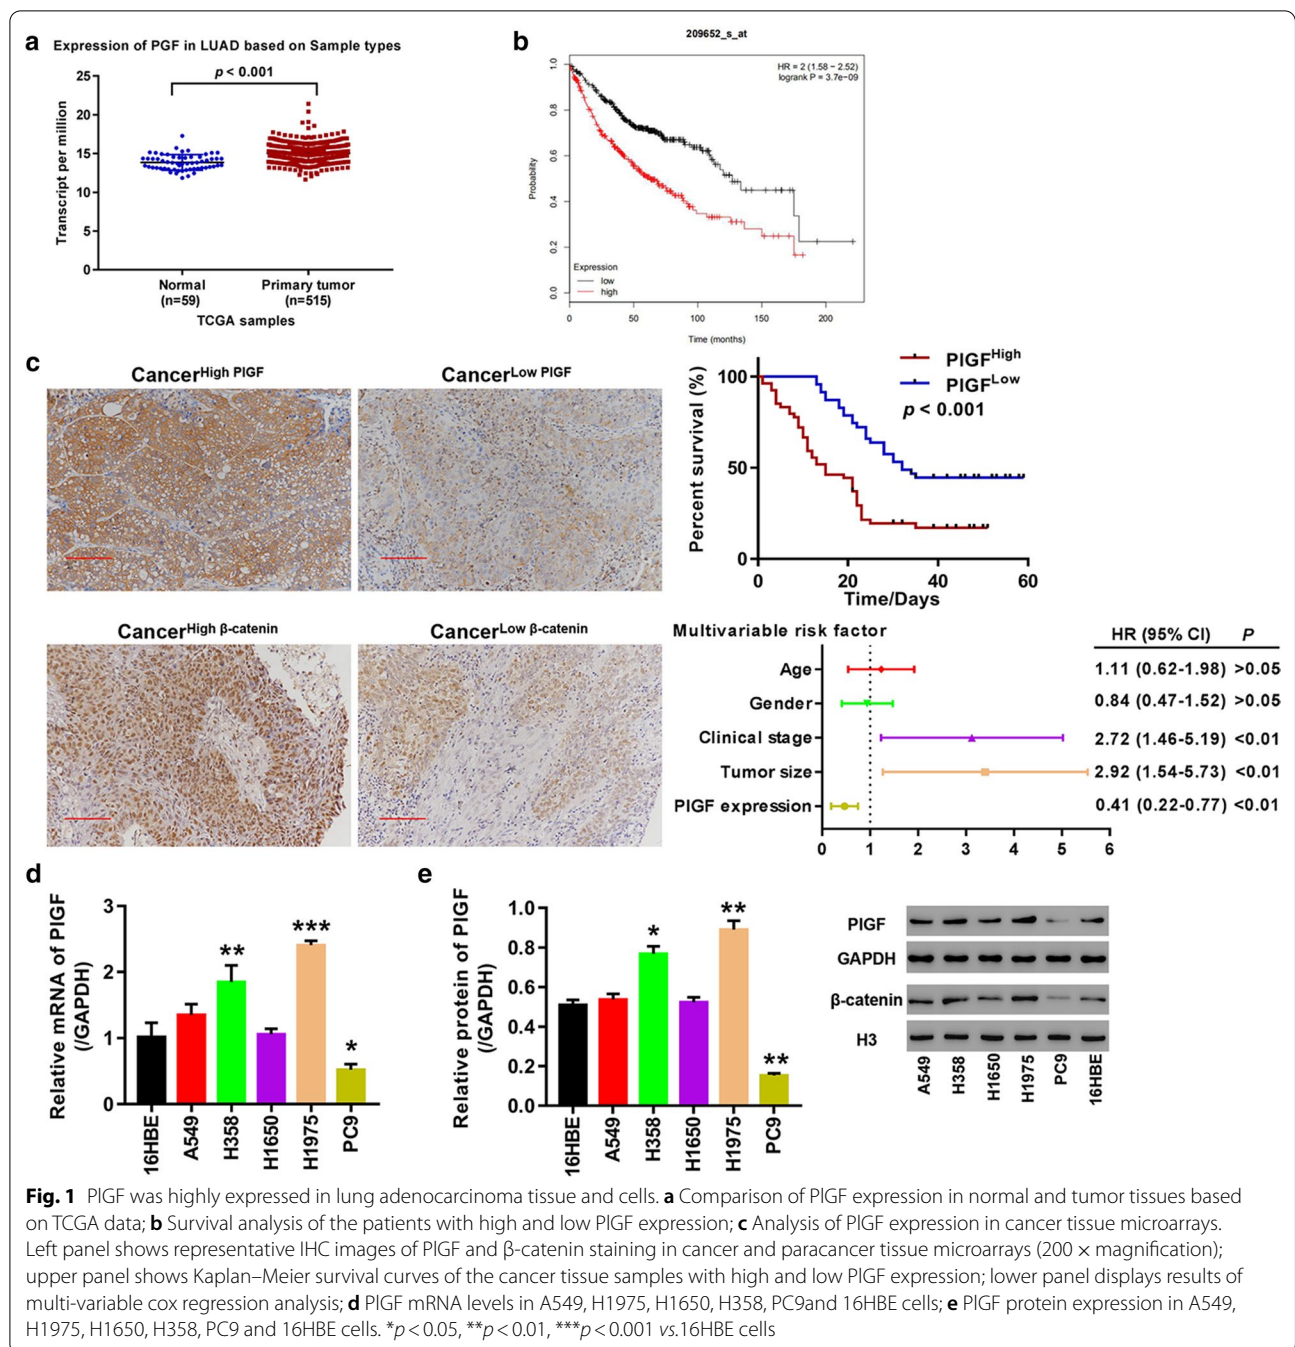 a Expression of PGF in LUAD based on Sample types
p < 0.001
Transcript per million
25
20
15
10
5
0
Normal
(n=59)
Primary tumor
(n=515)
TCGA samples
b
209652_s_at
HR = 2 (1.58 − 2.52)
logrank P = 3.7e−09
Probability
1.0
0.8
0.6
0.4
0.2
0.0
Expression
low
high
0 50 100 150 200
Time (months)
c
CancerHigh PlGF
CancerLow PlGF
PlGFHigh
PlGFLow
p < 0.001
Percent survival (%)
100
50
0
0 20 40 60
Time/Days
CancerHigh β-catenin
CancerLow β-catenin
Multivariable risk factor HR (95% CI) P
Age 1.11 (0.62-1.98) >0.05
Gender 0.84 (0.47-1.52) >0.05
Clinical stage 2.72 (1.46-5.19) <0.01
Tumor size 2.92 (1.54-5.73) <0.01
PlGF expression 0.41 (0.22-0.77) <0.01
0 1 2 3 4 5 6
d
Relative mRNA of PlGF
(/GAPDH)
3
2
1
0
** *** *
16HBE A549 H358 H1650 H1975 PC9
e
Relative protein of PlGF
(/GAPDH)
1.0
0.8
0.6
0.4
0.2
0.0
* ** **
16HBE A549 H358 H1650 H1975 PC9
PlGF
GAPDH
β-catenin
H3
A549 H358 H1650 H1975 PC9 16HBE
Fig. 1 PlGF was highly expressed in lung adenocarcinoma tissue and cells. a Comparison of PlGF expression in normal and tumor tissues based
on TCGA data; b Survival analysis of the patients with high and low PlGF expression; c Analysis of PlGF expression in cancer tissue microarrays.
Left panel shows representative IHC images of PlGF and β-catenin staining in cancer and paracancer tissue microarrays (200 × magnification);
upper panel shows Kaplan–Meier survival curves of the cancer tissue samples with high and low PlGF expression; lower panel displays results of
multi-variable cox regression analysis; d PlGF mRNA levels in A549, H1975, H1650, H358, PC9and 16HBE cells; e PlGF protein expression in A549,
H1975, H1650, H358, PC9 and 16HBE cells. *p < 0.05, **p < 0.01, ***p < 0.001 vs.16HBE cells